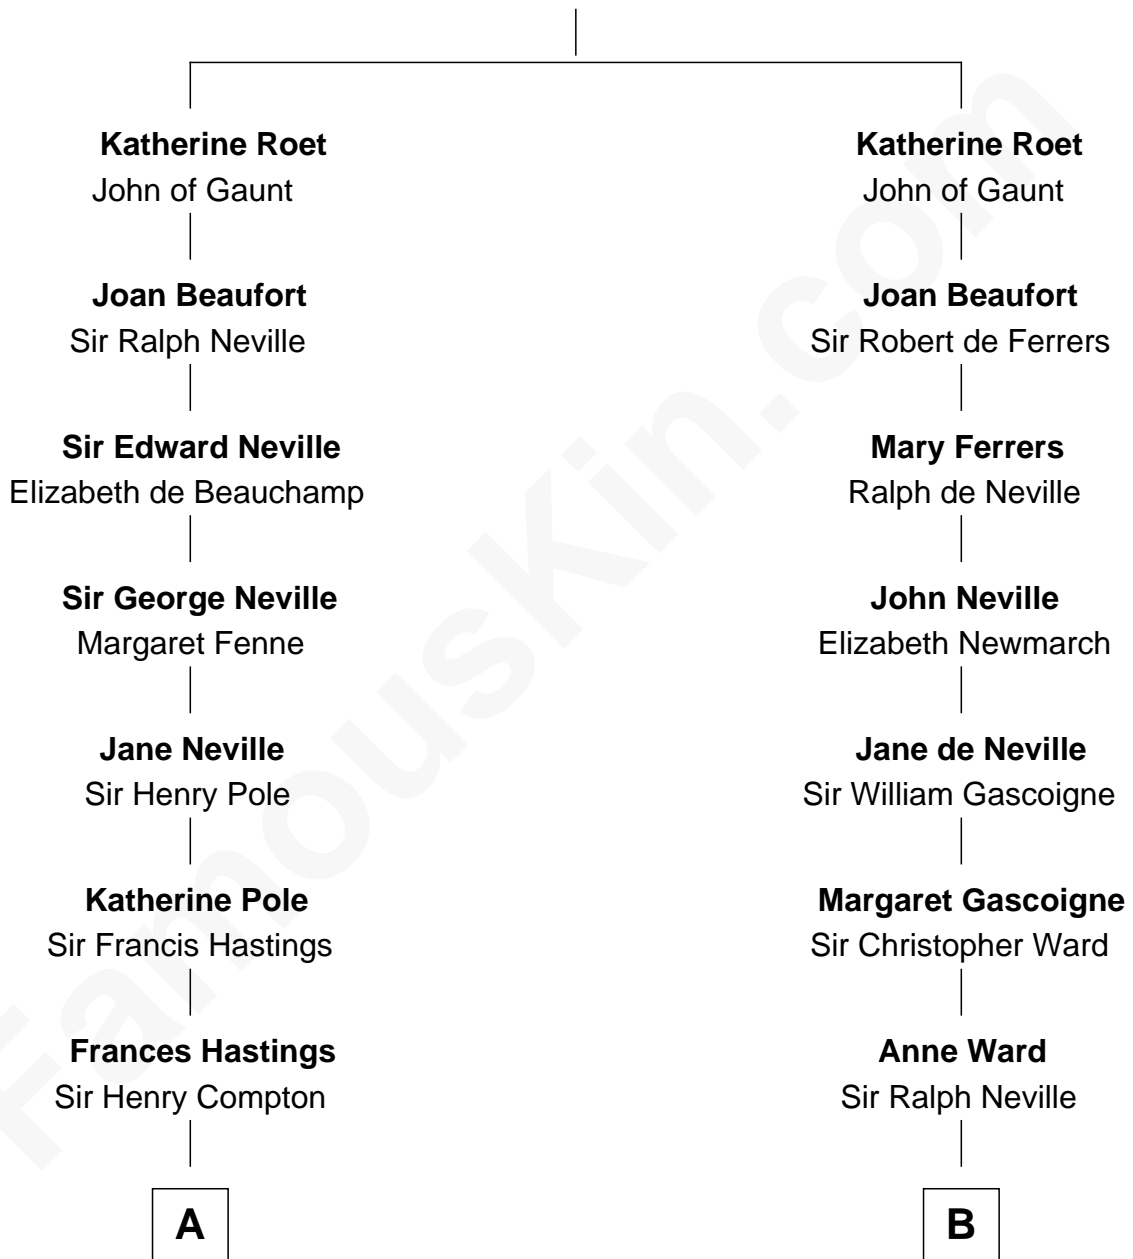 Katherine Roet
John of Gaunt
Joan Beaufort
Sir Ralph Neville
Sir Edward Neville
Elizabeth de Beauchamp
Sir George Neville
Margaret Fenne
Jane Neville
Sir Henry Pole
Katherine Pole
Sir Francis Hastings
Frances Hastings
Sir Henry Compton
A
Katherine Roet
John of Gaunt
Joan Beaufort
Sir Robert de Ferrers
Mary Ferrers
Ralph de Neville
John Neville
Elizabeth Newmarch
Jane de Neville
Sir William Gascoigne
Margaret Gascoigne
Sir Christopher Ward
Anne Ward
Sir Ralph Neville
B
FamousKin.com